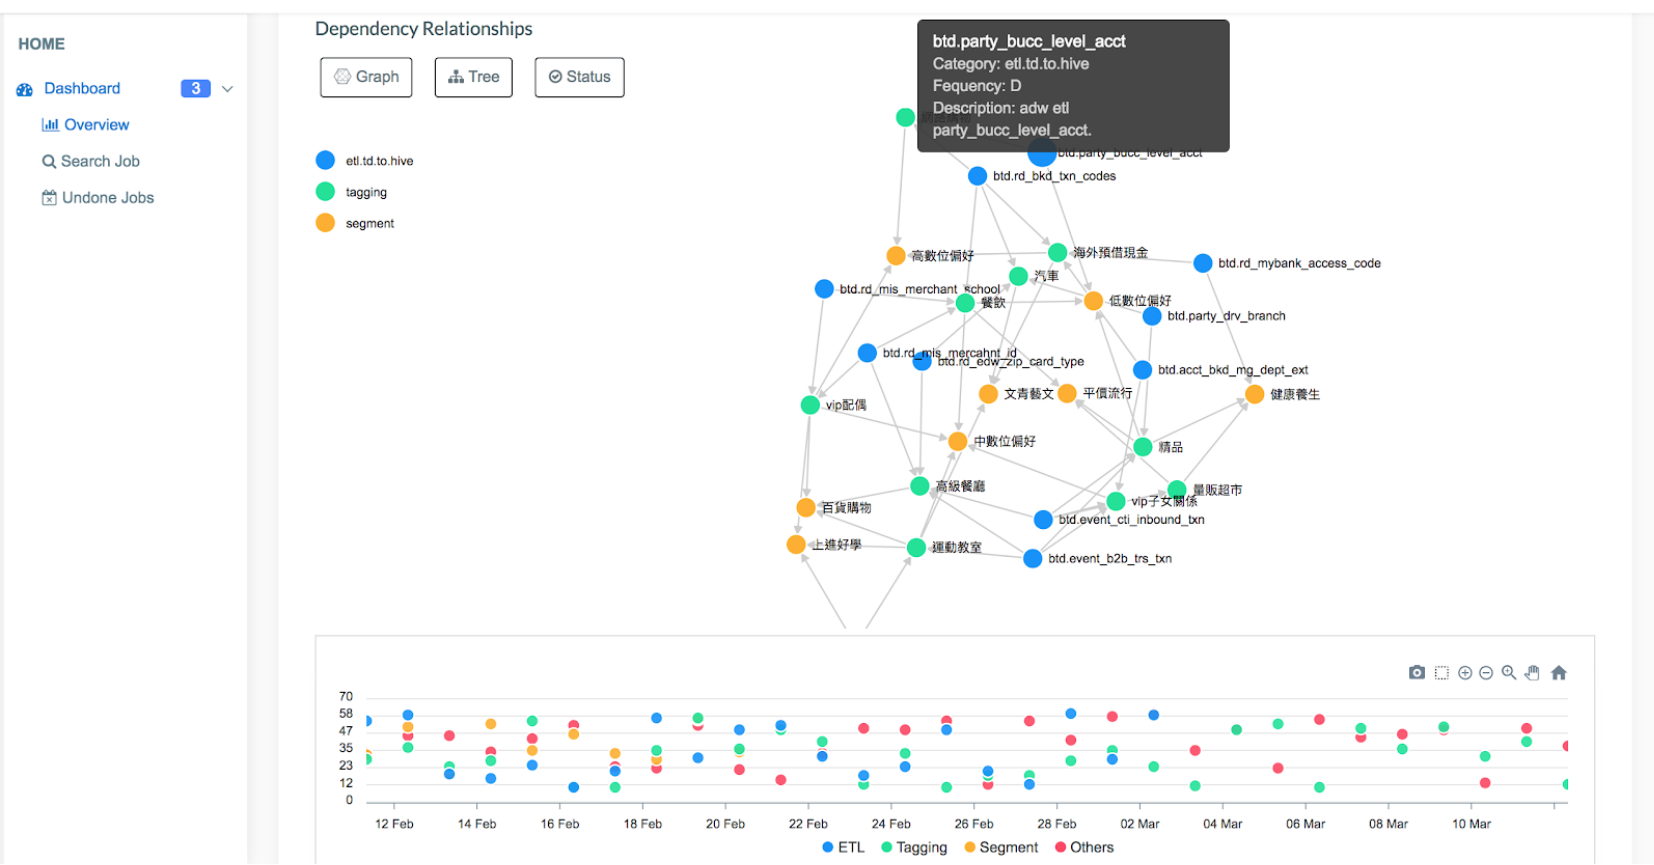 HOME
Dashboard 3
Overview
Search Job
Undone Jobs
Dependency Relationships
Graph
Tree
Status
etl.td.to.hive
tagging
segment
btd.party_bucc_level_acct
Category: etl.td.to.hive
Fequency: D
Description: adw etl
party_bucc_level_acct.
btd.party_bucc_level_acct
btd.rd_bkd_txn_codes
高數位偏好
海外預借現金
btd.rd_mybank_access_code
汽車
btd.rd_mis_merchant_school
餐飲
低數位偏好
btd.party_drv_branch
btd.rd_mis_mercahnt_id
btd.rd_edw_zip_card_type
btd.acct_bkd_mg_dept_ext
文青藝文
平價流行
健康養生
vip配偶
中數位偏好
精品
高級餐廳
量販超市
vip子女關係
百貨購物
btd.event_cti_inbound_txn
上進好學
運動教室
btd.event_b2b_trs_txn
70
58
47
35
23
12
0
12 Feb 14 Feb 16 Feb 18 Feb 20 Feb 22 Feb 24 Feb 26 Feb 28 Feb 02 Mar 04 Mar 06 Mar 08 Mar 10 Mar
ETL Tagging Segment Others